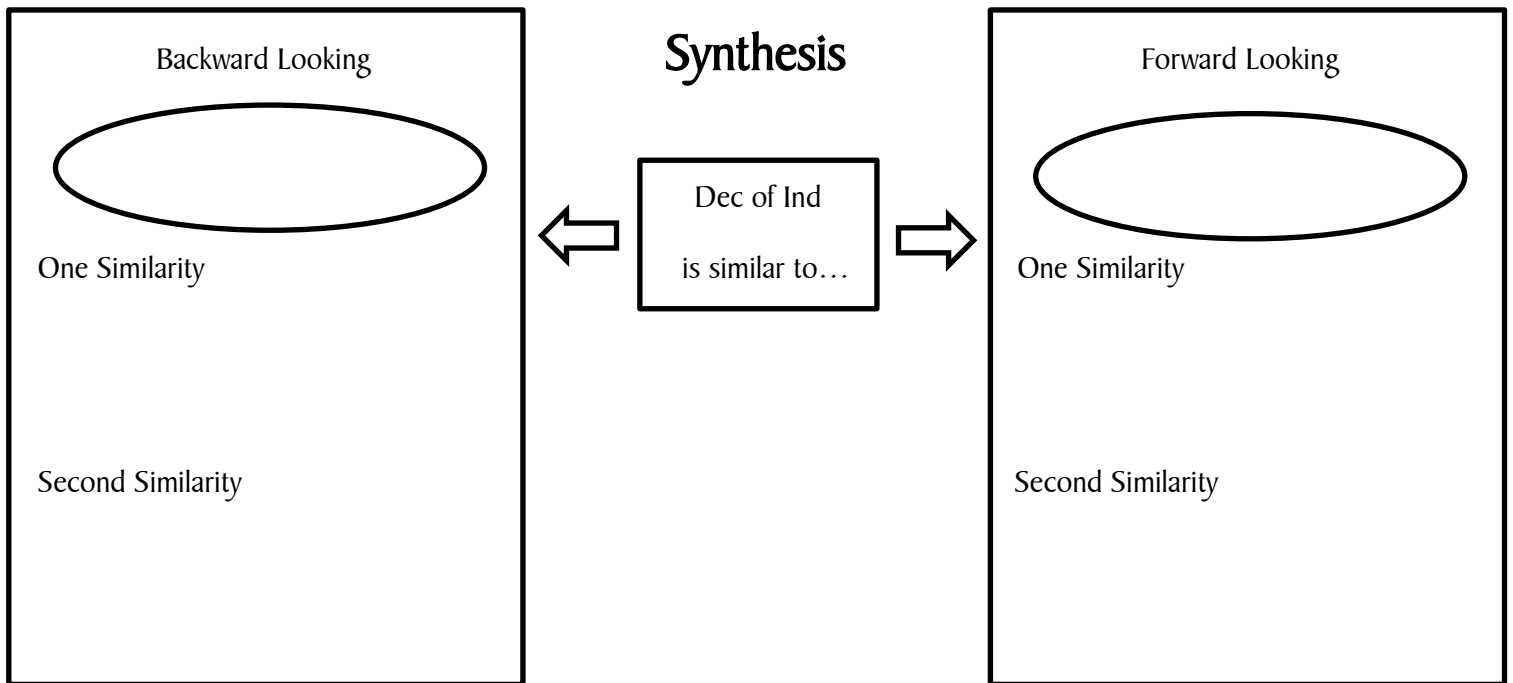 Backward Looking
One Similarity
Second Similarity
Synthesis
Dec of Ind
is similar to…
Forward Looking
One Similarity
Second Similarity